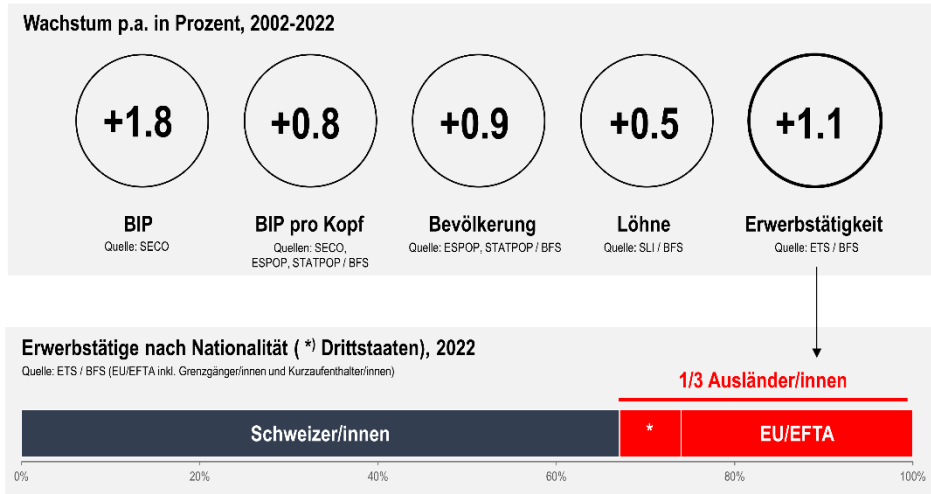 Wachstum p.a. in Prozent, 2002-2022
+1.8
+0.8
+0.9
+0.5
+1.1
BIP
Quelle: SECO
BIP pro Kopf
Quellen: SECO,
ESPOP, STATPOP / BFS
Bevölkerung
Quelle: ESPOP, STATPOP / BFS
Löhne
Quelle: SLI / BFS
Erwerbstätigkeit
Quelle: ETS / BFS
Erwerbstätige nach Nationalität ( *) Drittstaaten), 2022
Quelle: ETS / BFS (EU/EFTA inkl. Grenzgänger/innen und Kurzaufenthalter/innen)
1/3 Ausländer/innen
Schweizer/innen
*
EU/EFTA
0%
20%
40%
60%
80%
100%